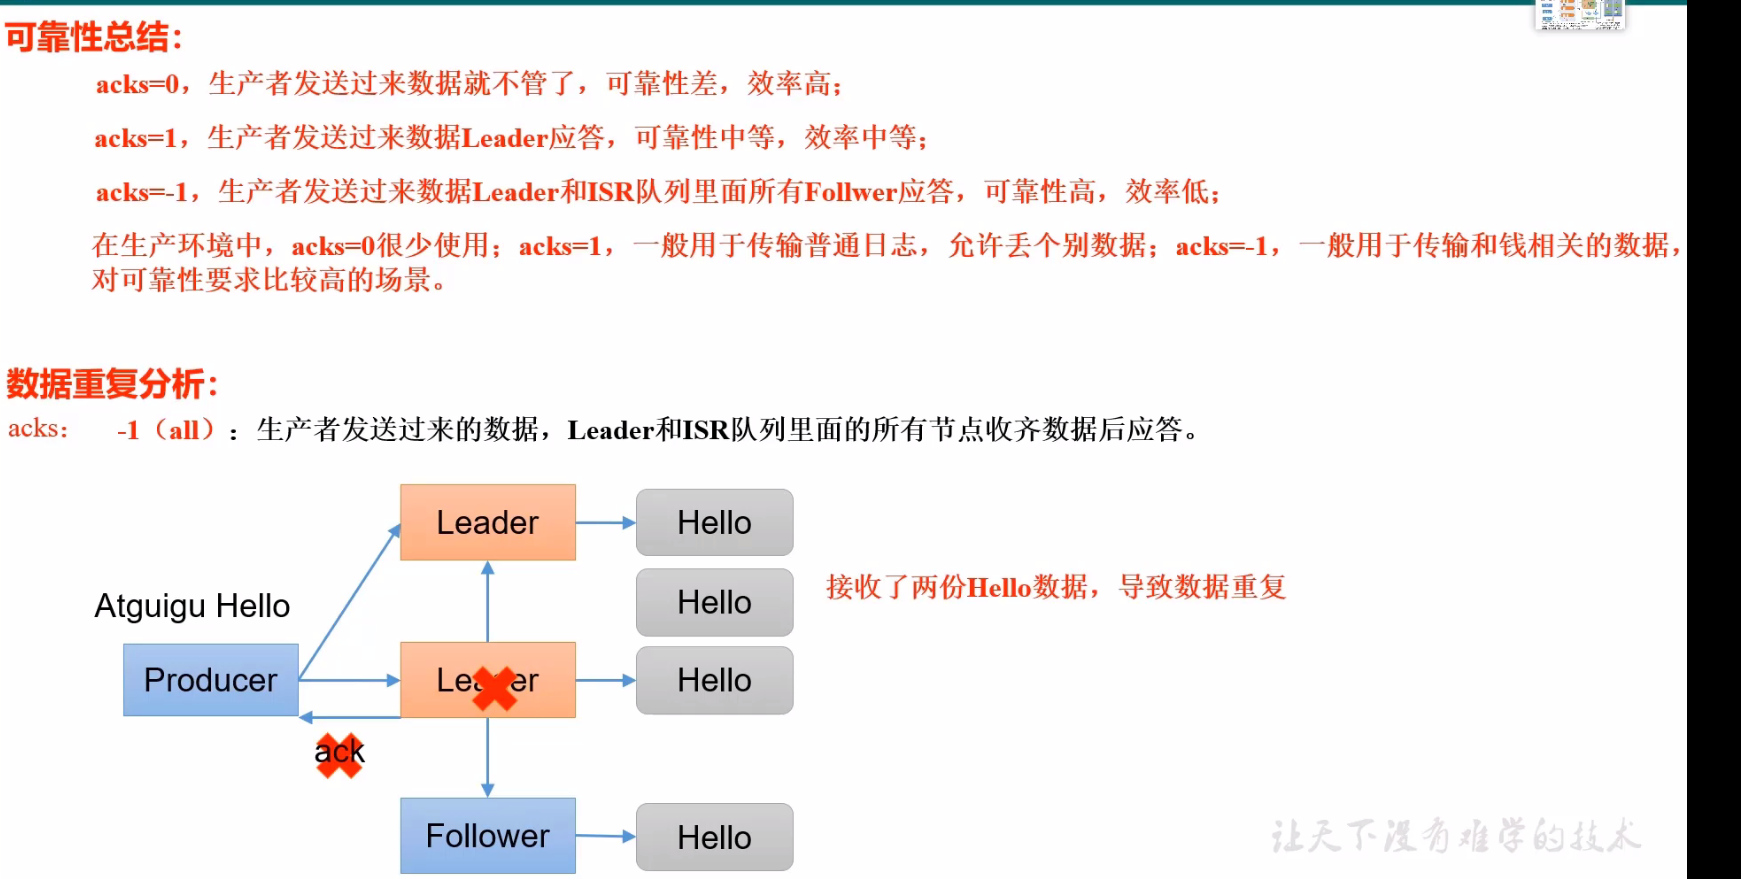 可靠性总结：
acks=0，生产者发送过来数据就不管了，可靠性差，效率高；
acks=1，生产者发送过来数据Leader应答，可靠性中等，效率中等；
acks=-1，生产者发送过来数据Leader和ISR队列里面所有Follwer应答，可靠性高，效率低；
在生产环境中，acks=0很少使用；acks=1，一般用于传输普通日志，允许丢个别数据；acks=-1，一般用于传输和钱相关的数据，
对可靠性要求比较高的场景。
数据重复分析：
acks： -1（all）：生产者发送过来的数据，Leader和ISR队列里面的所有节点收齐数据后应答。
Leader
Hello
Hello
接收了两份Hello数据，导致数据重复
Atguigu Hello
Producer
Leader
Hello
ack
Follower
Hello
让天下没有难学的技术